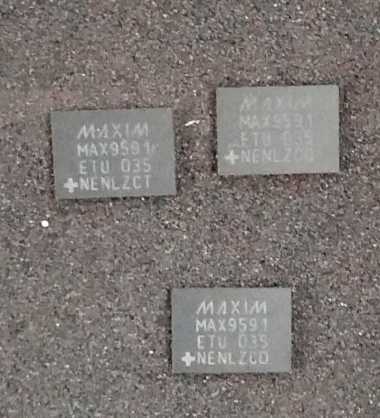 MAXIM
MAX9591
ETU 035
+NENLZCT
MAXIM
MAX9591
ETU 035
+NENLZCD
MAXIM
MAX9591
ETU 035
+NENLZCD